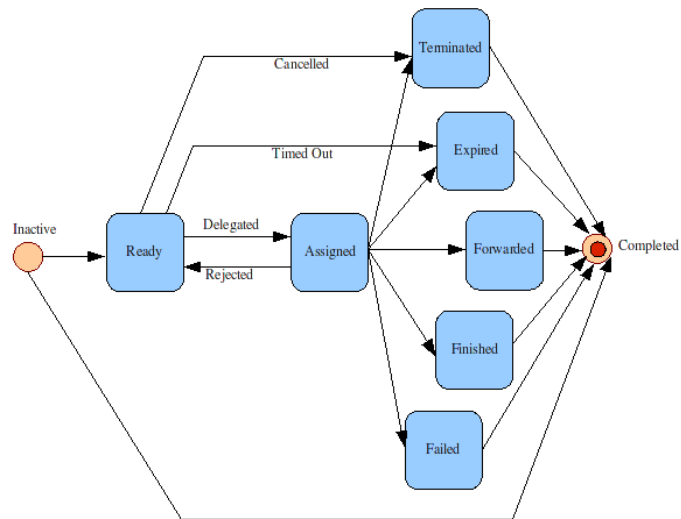 Terminated
Cancelled
Expired
Timed Out
Inactive
Delegated
Ready
Assigned
Forwarded
Completed
Rejected
Finished
Failed